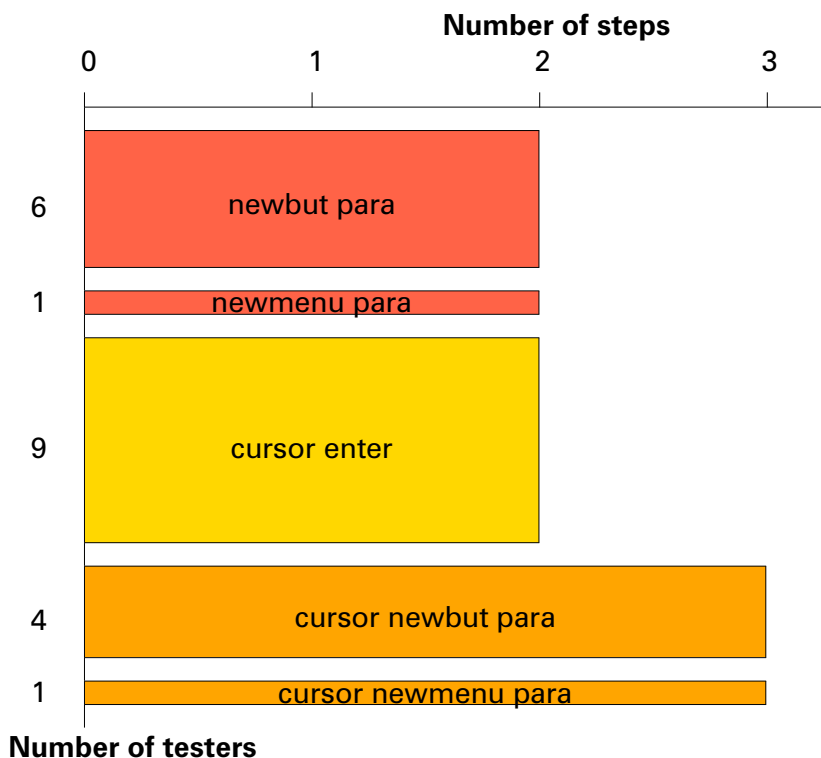 Number of steps
0 1 2 3
6 newbut para
1 newmenu para
9 cursor enter
4 cursor newbut para
1 cursor newmenu para
Number of testers